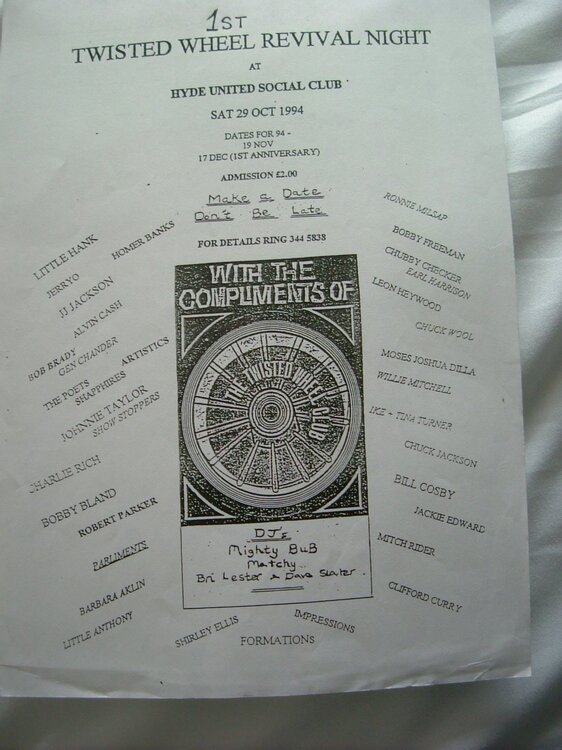 1ST
TWISTED WHEEL REVIVAL NIGHT
AT
HYDE UNITED SOCIAL CLUB
SAT 29 OCT 1994
DATES FOR 94 -
19 NOV
17 DEC (1ST ANNIVERSARY)
ADMISSION £2.00
Make a Date
Don't Be Late
FOR DETAILS RING 344 5838
LITTLE HANK
HOMER BANKS
JERRYO
JJ JACKSON
ALVIN CASH
BOB BRADY
GEN CHANDER
ARTISTICS
THE POETS
SHAPPHIRES
JOHNNIE TAYLOR
SHOW STOPPERS
CHARLIE RICH
BOBBY BLAND
ROBERT PARKER
PARLIMENTS
BARBARA AKLIN
LITTLE ANTHONY
SHIRLEY ELLIS
WITH THE
COMPLIMENTS OF
THE TWISTED WHEEL CLUB
DJs
Mighty BuB
Matchy
Bri Lester & Dave Slater.
RONNIE MILSAP
BOBBY FREEMAN
CHUBBY CHECKER
EARL HARRISON
LEON HEYWOOD
CHUCK WOOL
MOSES JOSHUA DILLA
WILLIE MITCHELL
IKE + TINA TURNER
CHUCK JACKSON
BILL COSBY
JACKIE EDWARD
MITCH RIDER
CLIFFORD CURRY
IMPRESSIONS
FORMATIONS